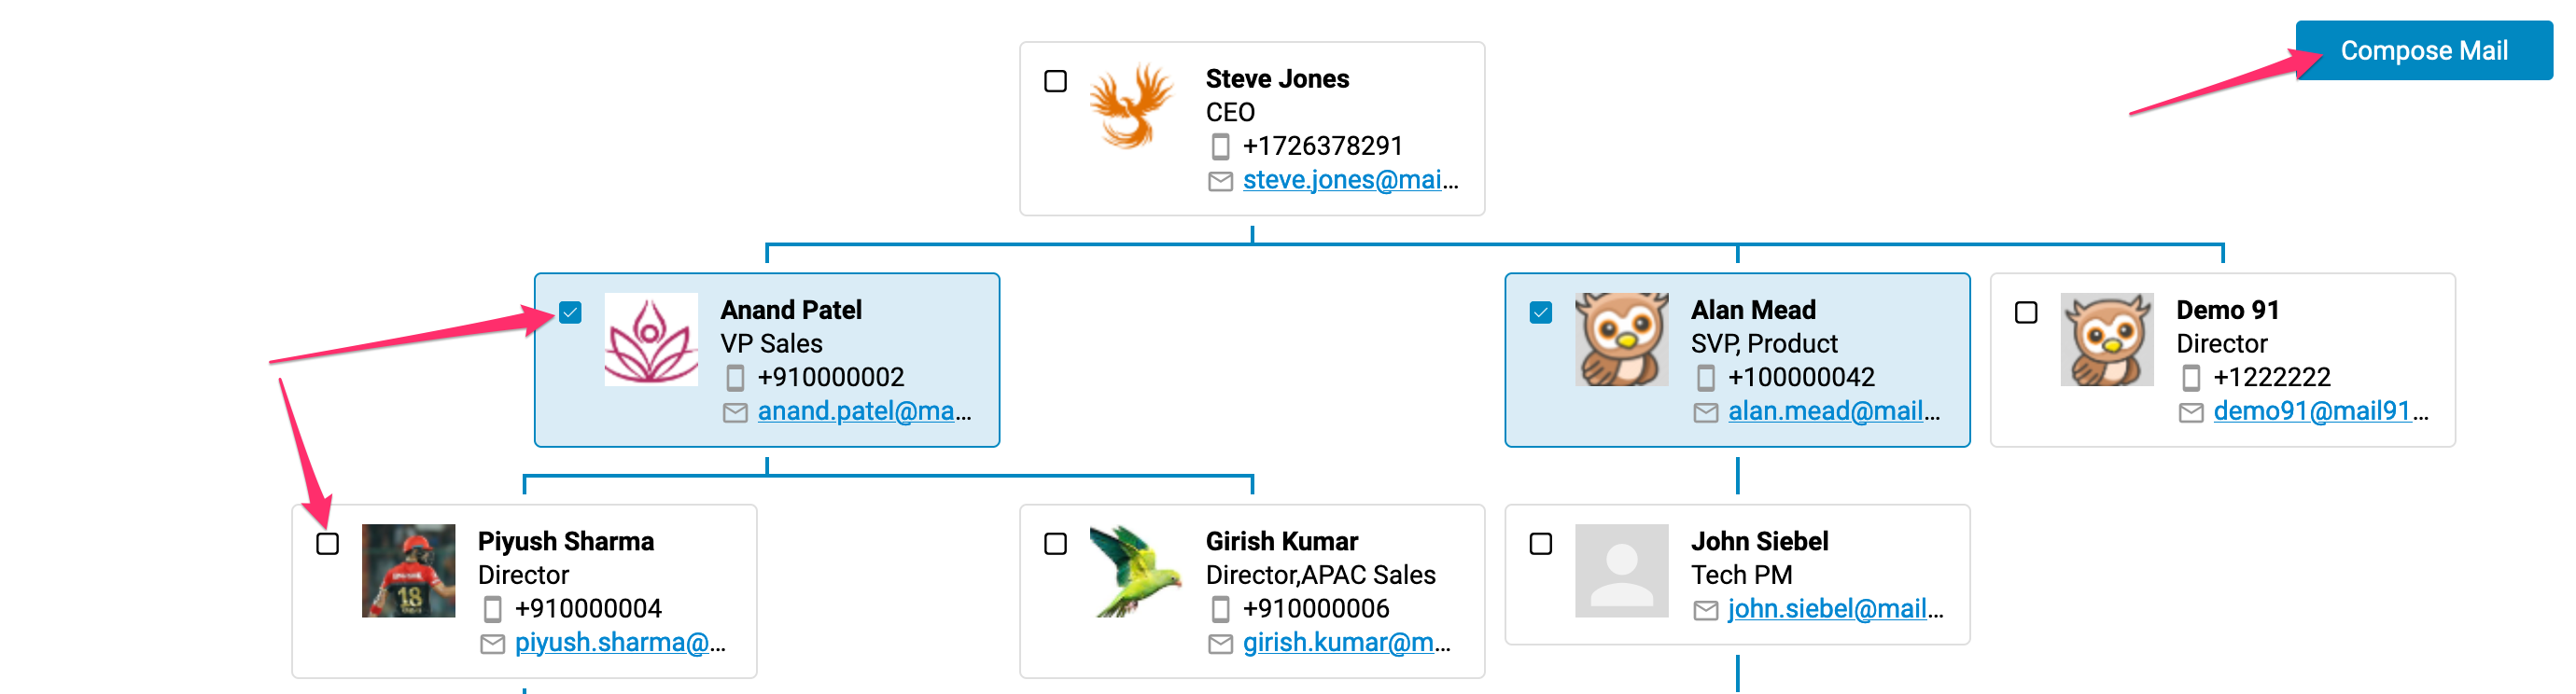 Compose Mail
Steve Jones
CEO
+1726378291
steve.jones@mai...
Anand Patel
VP Sales
+910000002
anand.patel@ma...
Alan Mead
SVP, Product
+100000042
alan.mead@mail...
Demo 91
Director
+1222222
demo91@mail91...
Piyush Sharma
Director
+910000004
piyush.sharma@...
18
Girish Kumar
Director,APAC Sales
+910000006
girish.kumar@m...
John Siebel
Tech PM
john.siebel@mail...